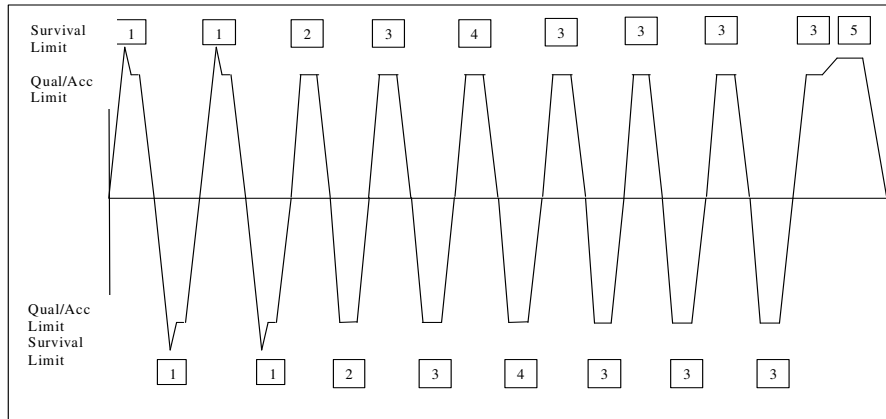 Survival
Limit
1 1 2 3 4 3 3 3 3 5
Qual/Acc
Limit
Qual/Acc
Limit
Survival
Limit
1 1 2 3 4 3 3 3